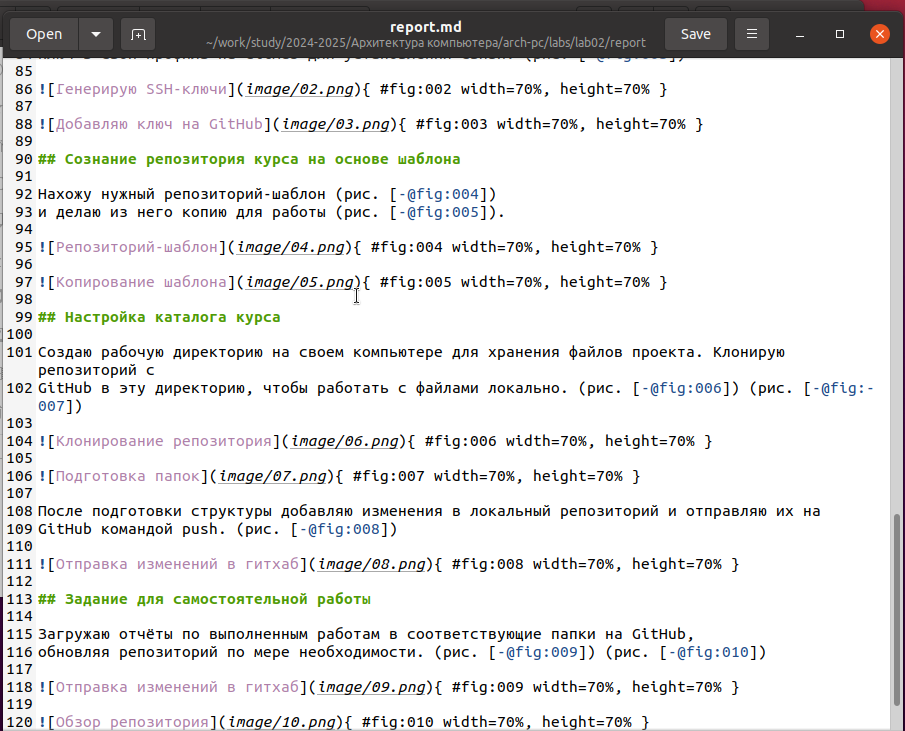 Open
report.md
~/work/study/2024-2025/Архитектура компьютера/arch-pc/labs/lab02/report
Save
85
86 ![Генерирую SSH-ключи](image/02.png){ #fig:002 width=70%, height=70% }
87
88 ![Добавляю ключ на GitHub](image/03.png){ #fig:003 width=70%, height=70% }
89
90 ## Сознание репозитория курса на основе шаблона
91
92 Нахожу нужный репозиторий-шаблон (рис. [-@fig:004])
93 и делаю из него копию для работы (рис. [-@fig:005]).
94
95 ![Репозиторий-шаблон](image/04.png){ #fig:004 width=70%, height=70% }
96
97 ![Копирование шаблона](image/05.png){ #fig:005 width=70%, height=70% }
98
99 ## Настройка каталога курса
100
101 Создаю рабочую директорию на своем компьютере для хранения файлов проекта. Клонирую
репозиторий с
102 GitHub в эту директорию, чтобы работать с файлами локально. (рис. [-@fig:006]) (рис. [-@fig:-
007])
103
104 ![Клонирование репозитория](image/06.png){ #fig:006 width=70%, height=70% }
105
106 ![Подготовка папок](image/07.png){ #fig:007 width=70%, height=70% }
107
108 После подготовки структуры добавляю изменения в локальный репозиторий и отправляю их на
109 GitHub командой push. (рис. [-@fig:008])
110
111 ![Отправка изменений в гитхаб](image/08.png){ #fig:008 width=70%, height=70% }
112
113 ## Задание для самостоятельной работы
114
115 Загружаю отчёты по выполненным работам в соответствующие папки на GitHub,
116 обновляя репозиторий по мере необходимости. (рис. [-@fig:009]) (рис. [-@fig:010])
117
118 ![Отправка изменений в гитхаб](image/09.png){ #fig:009 width=70%, height=70% }
119
120 ![Обзор репозитория](image/10.png){ #fig:010 width=70%, height=70% }